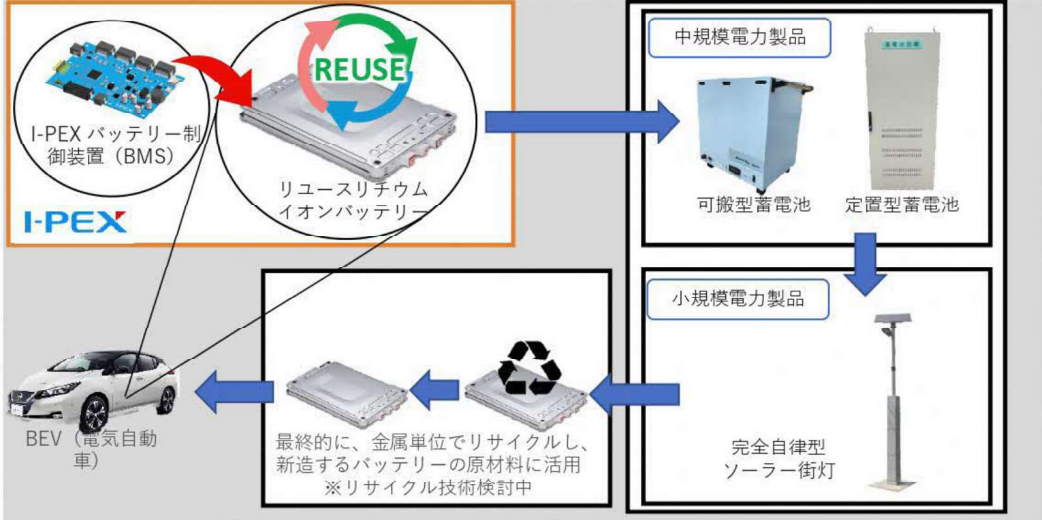 REUSE
I-PEX バッテリー制
御装置（BMS）
リユースリチウム
イオンバッテリー
I-PEX
中規模電力製品
可搬型蓄電池
定置型蓄電池
小規模電力製品
完全自律型
ソーラー街灯
最終的に、金属単位でリサイクルし、
新造するバッテリーの原材料に活用
※リサイクル技術検討中
BEV（電気自動
車）